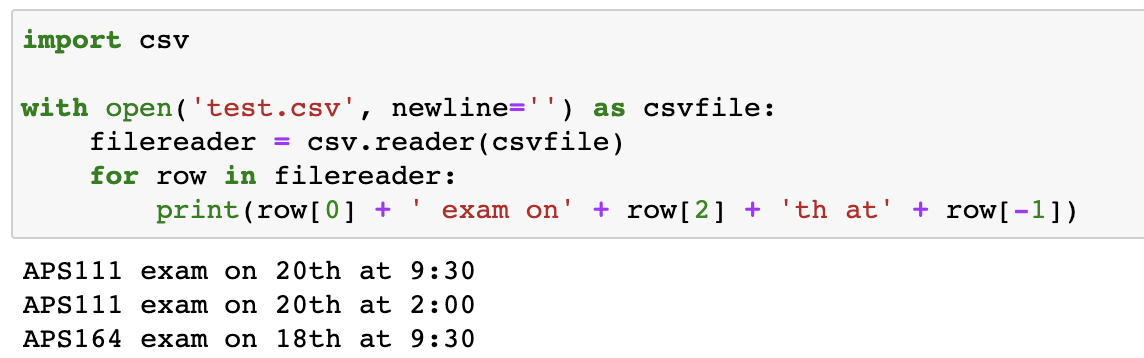 import csv
with open('test.csv', newline='') as csvfile:
    filereader = csv.reader(csvfile)
    for row in filereader:
        print(row[0] + ' exam on' + row[2] + 'th at' + row[-1])
APS111 exam on 20th at 9:30
APS111 exam on 20th at 2:00
APS164 exam on 18th at 9:30